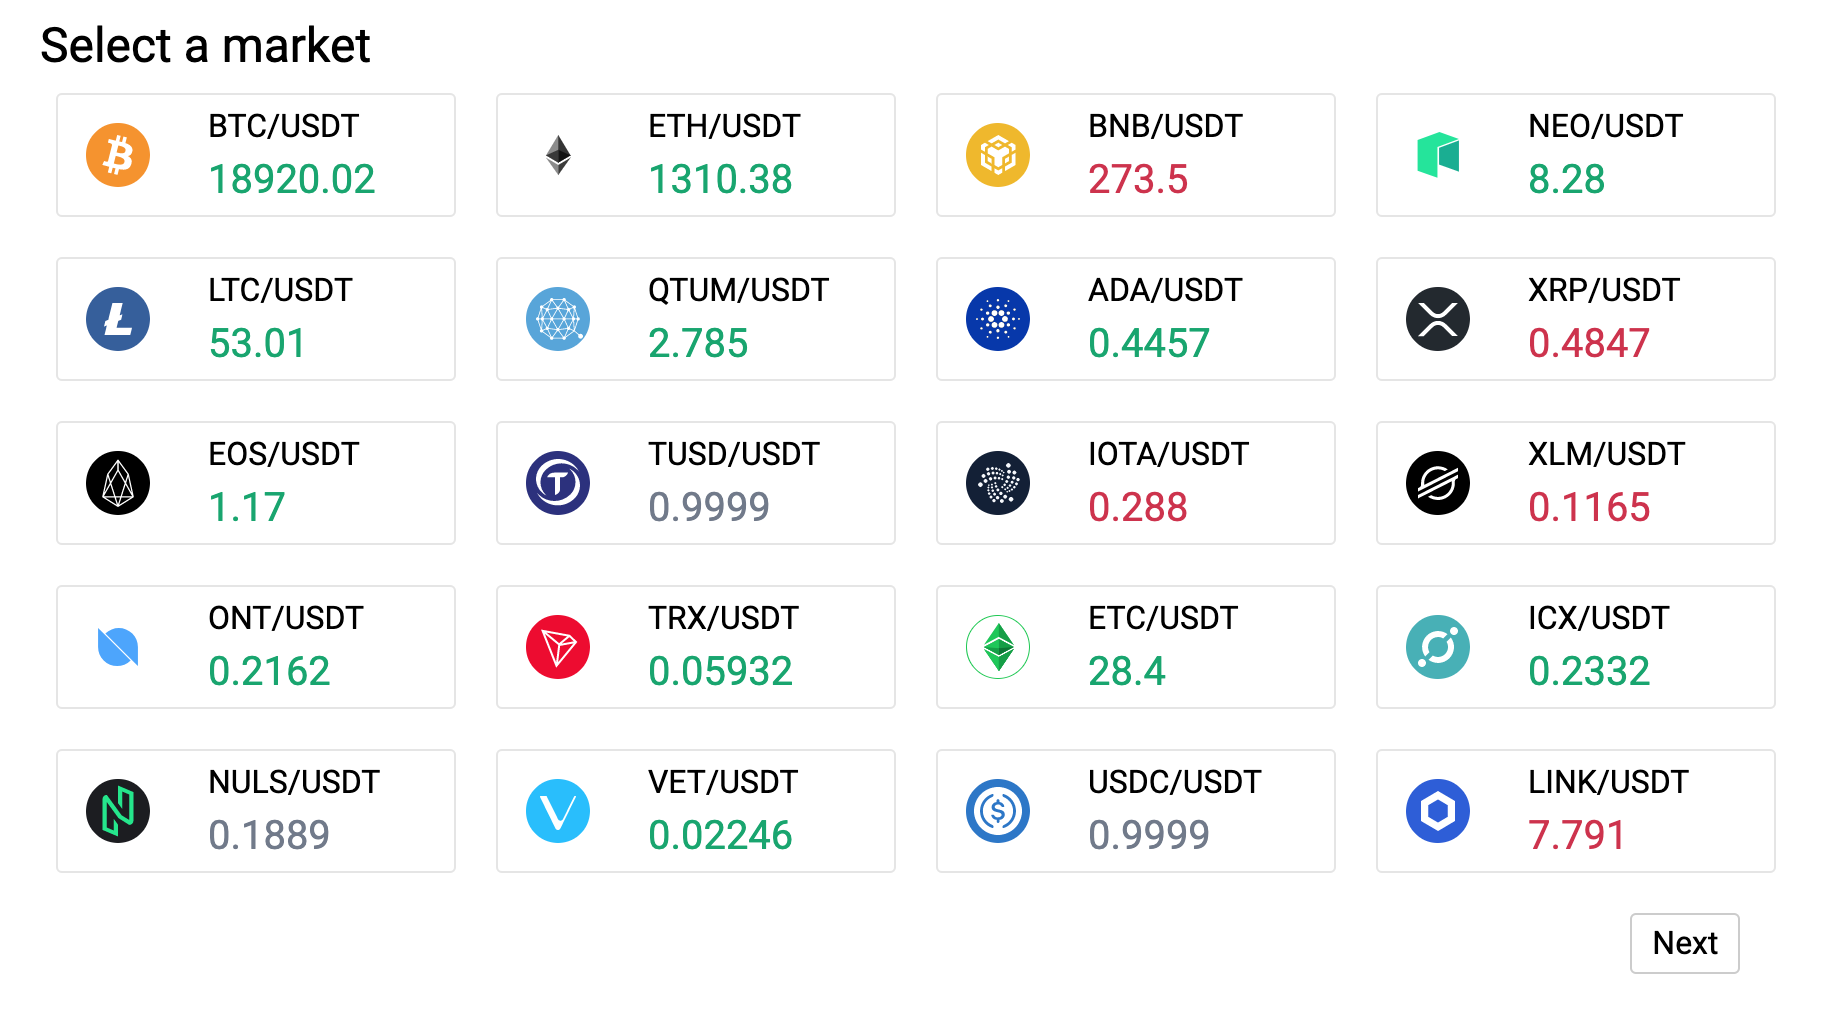 Select a market
BTC/USDT
18920.02
ETH/USDT
1310.38
BNB/USDT
273.5
NEO/USDT
8.28
LTC/USDT
53.01
QTUM/USDT
2.785
ADA/USDT
0.4457
XRP/USDT
0.4847
EOS/USDT
1.17
TUSD/USDT
0.9999
IOTA/USDT
0.288
XLM/USDT
0.1165
ONT/USDT
0.2162
TRX/USDT
0.05932
ETC/USDT
28.4
ICX/USDT
0.2332
NULS/USDT
0.1889
VET/USDT
0.02246
USDC/USDT
0.9999
LINK/USDT
7.791
Next